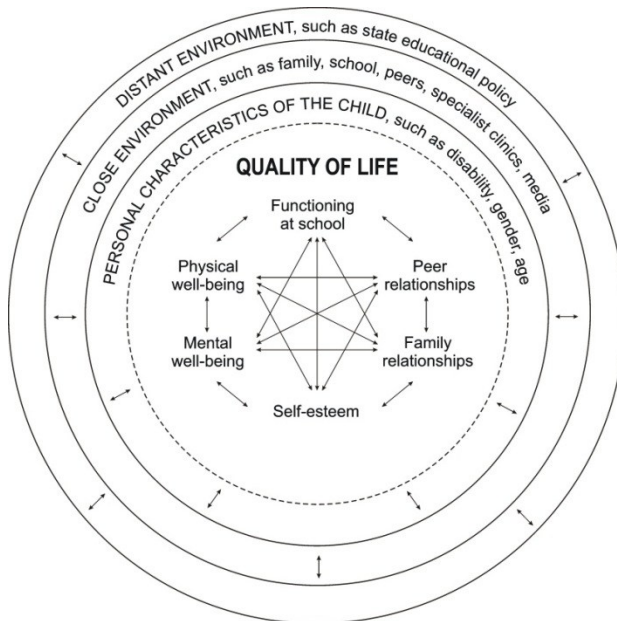 DISTANT ENVIRONMENT, such as state educational policy
CLOSE ENVIRONMENT, such as family, school, peers, specialist clinics, media
PERSONAL CHARACTERISTICS OF THE CHILD, such as disability, gender, age
QUALITY OF LIFE
Functioning
at school
Physical
well-being
Peer
relationships
Mental
well-being
Family
relationships
Self-esteem